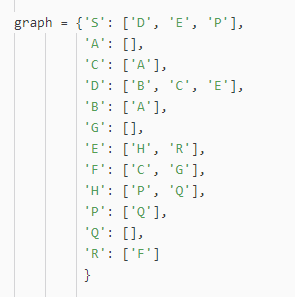 graph = {'S': ['D', 'E', 'P'],
'A': [],
'C': ['A'],
'D': ['B', 'C', 'E'],
'B': ['A'],
'G': [],
'E': ['H', 'R'],
'F': ['C', 'G'],
'H': ['P', 'Q'],
'P': ['Q'],
'Q': [],
'R': ['F']
}